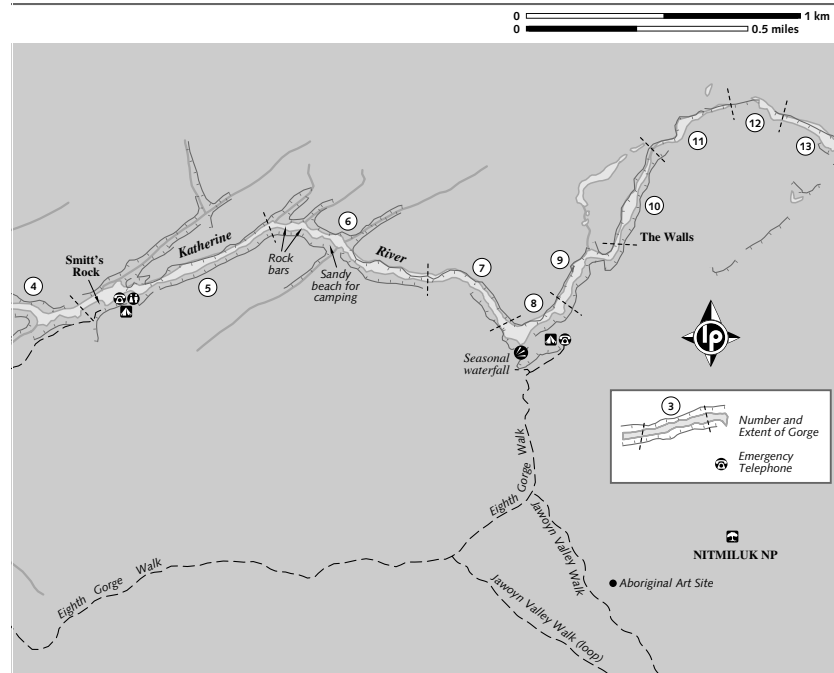 0
1 km
0
0.5 miles
12
11
13
10
6
Katherine
River
The Walls
Rock
bars
Smitt's
Rock
7
9
Sandy
beach for
camping
4
5
8
Seasonal
waterfall
lp
3
Number and
Extent of Gorge
Emergency
Telephone
Eighth Gorge Walk
Jawoyn Valley Walk
NITMILUK NP
Aboriginal Art Site
Eighth Gorge Walk
Jawoyn Valley Walk (loop)